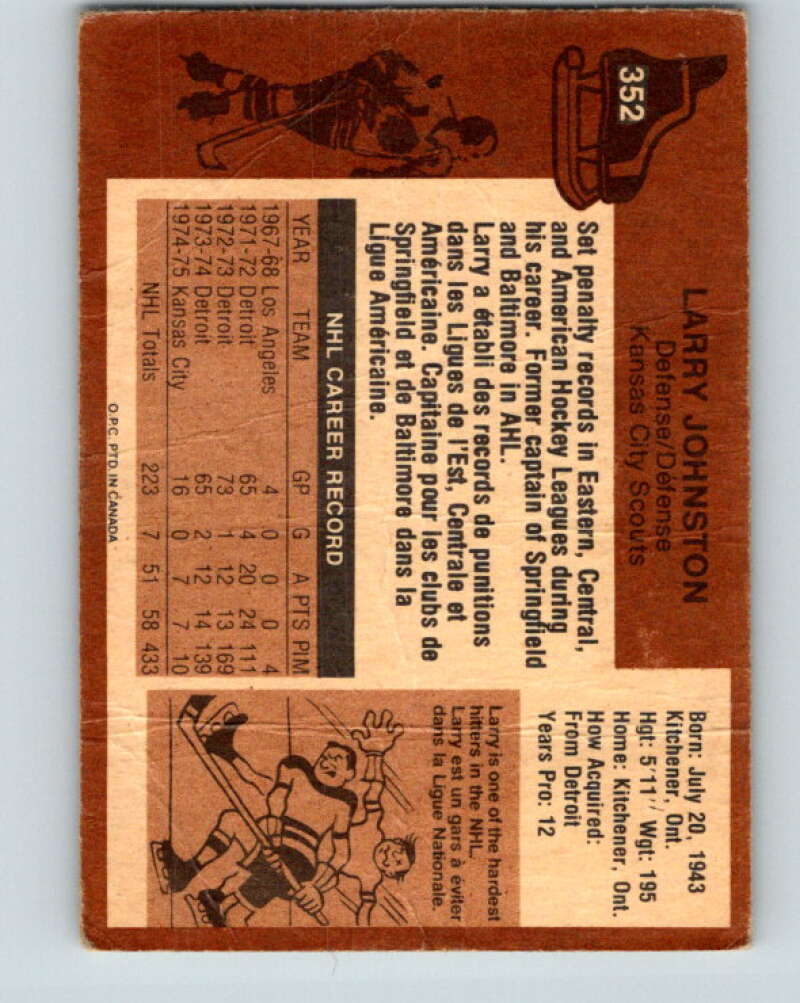 352
LARRY JOHNSTON
Defense/Défense
Kansas City Scouts
Set penalty records in Eastern, Central,
and American Hockey Leagues during
his career. Former captain of Springfield
and Baltimore in AHL.
Larry a établi des records de punitions
dans les Ligues de l'Est, Centrale et
Américaine. Capitaine pour les clubs de
Springfield et de Baltimore dans la
Ligue Américaine.
NHL CAREER RECORD
YEAR TEAM GP G A PTS PIM
1967-68 Los Angeles 4 0 0 0 4
1971-72 Detroit 65 4 20 24 111
1972-73 Detroit 73 1 12 13 169
1973-74 Detroit 65 2 12 14 139
1974-75 Kansas City 16 0 7 7 10
NHL Totals 223 7 51 58 433
Born: July 20, 1943
Kitchener, Ont.
Hgt: 5'11" Wgt: 195
Home: Kitchener, Ont.
How Acquired:
From Detroit
Years Pro: 12
Larry is one of the hardest
hitters in the NHL.
Larry est un gars à éviter
dans la Ligue Nationale.
O.P.C. PTD. IN CANADA